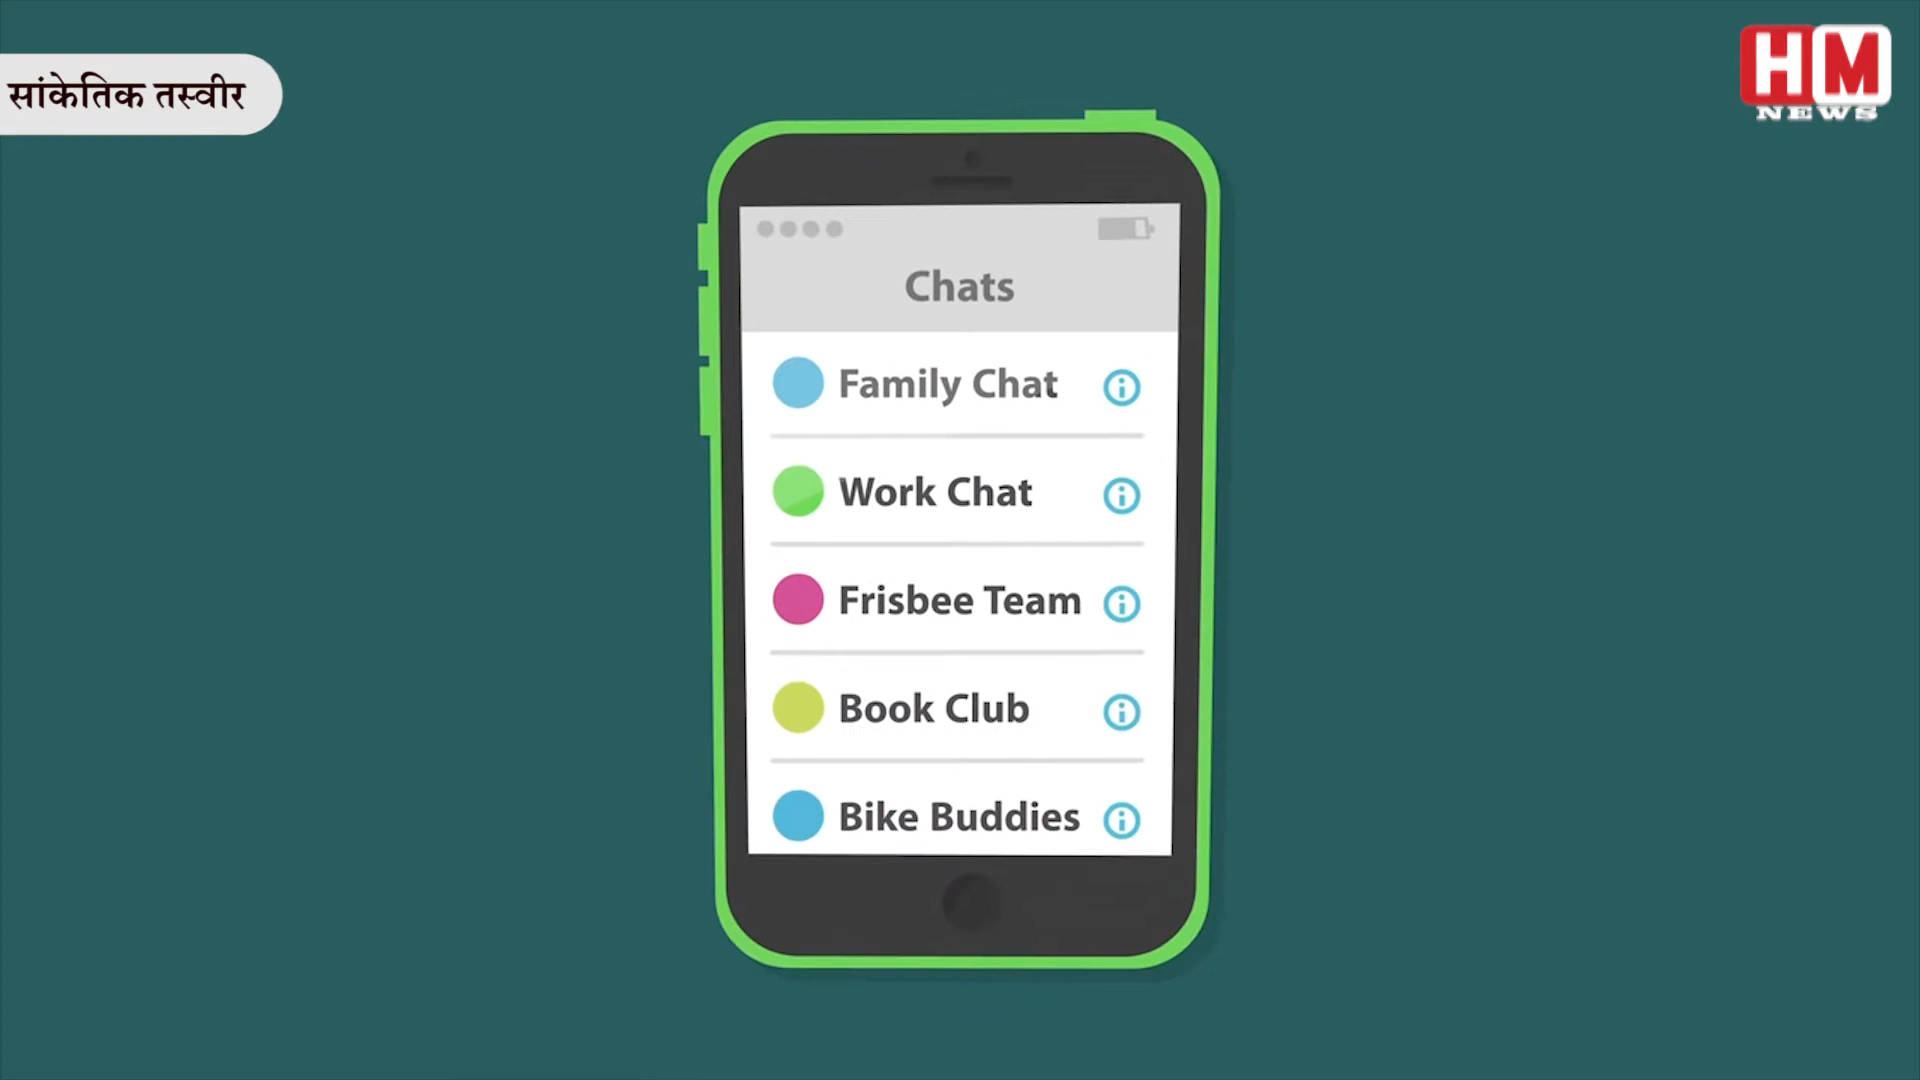 सांकेतिक तस्वीर
HM
NEWS
Chats
Family Chat
Work Chat
Frisbee Team
Book Club
Bike Buddies